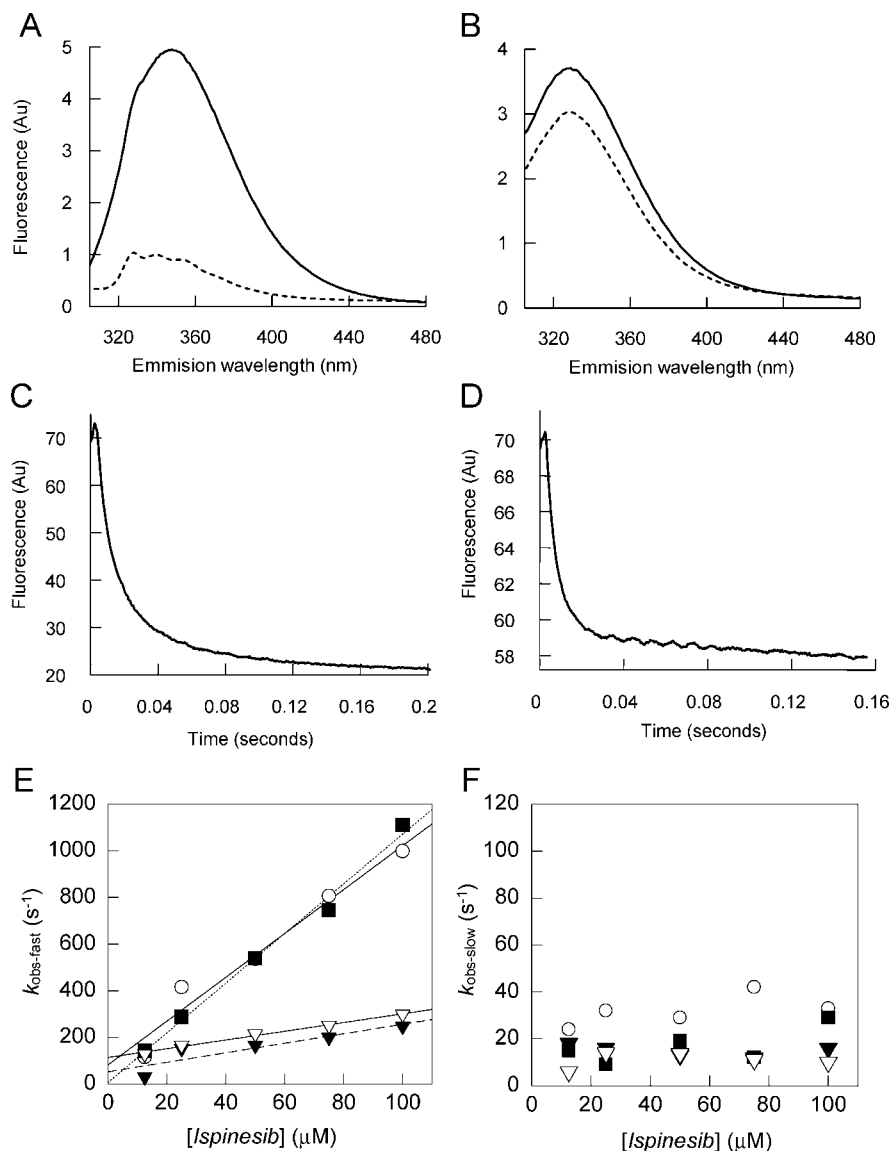 A
5
4
3
2
1
0
Fluorescence (Au)
320 360 400 440 480
Emmision wavelength (nm)
B
4
3
2
1
0
Fluorescence (Au)
320 360 400 440 480
Emmision wavelength (nm)
C
70
60
50
40
30
20
Fluorescence (Au)
0 0.04 0.08 0.12 0.16 0.2
Time (seconds)
D
70
68
66
64
62
60
58
Fluorescence (Au)
0 0.04 0.08 0.12 0.16
Time (seconds)
E
1200
1000
800
600
400
200
0
kobs-fast (s-1)
0 20 40 60 80 100
[Ispinesib] (μM)
F
120
100
80
60
40
20
0
kobs-slow (s-1)
0 20 40 60 80 100
[Ispinesib] (μM)